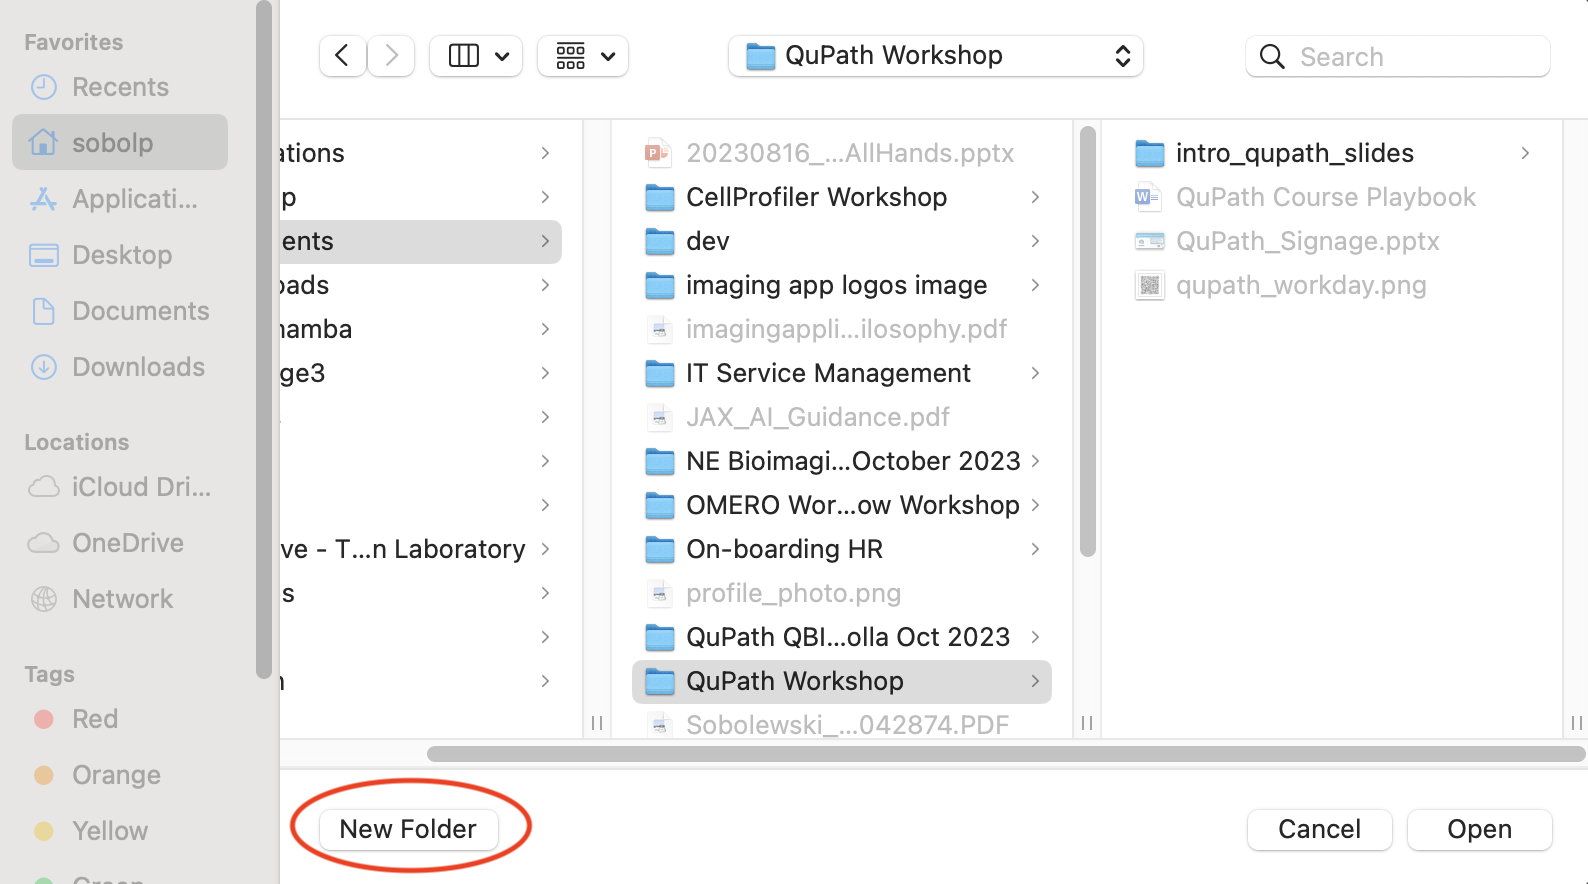 Favorites
Recents
sobolp
Applicati...
Desktop
Documents
Downloads
Locations
iCloud Dri...
OneDrive
Network
Tags
Red
Orange
Yellow
Green
QuPath Workshop
Search
ations
p
ents
oads
namba
ge3
ve - T...n Laboratory
s
20230816_...AllHands.pptx
CellProfiler Workshop
dev
imaging app logos image
imagingappli...ilosophy.pdf
IT Service Management
JAX_AI_Guidance.pdf
NE Bioimagi...October 2023
OMERO Wor...ow Workshop
On-boarding HR
profile_photo.png
QuPath QBI...olla Oct 2023
QuPath Workshop
Sobolewski_...042874.PDF
intro_qupath_slides
QuPath Course Playbook
QuPath_Signage.pptx
qupath_workday.png
New Folder
Cancel
Open